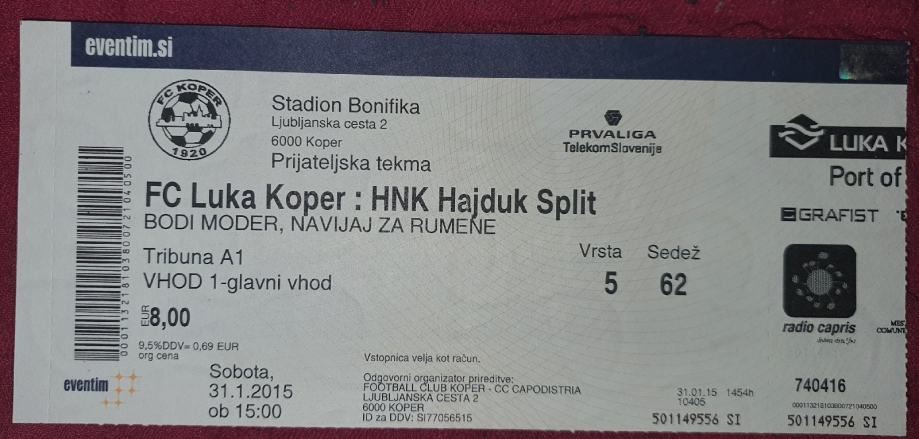 eventim.si
FC KOPER
1920
Stadion Bonifika
Ljubljanska cesta 2
6000 Koper
Prijateljska tekma
PRVALIGA
TelekomSlovenije
LUKA K
Port of
FC Luka Koper : HNK Hajduk Split
BODI MODER, NAVIJAJ ZA RUMENE
GRAFIST
Tribuna A1
VHOD 1-glavni vhod
Vrsta Sedež
5 62
EUR 8,00
9,5%DDV= 0,69 EUR
org cena
radio capris
Vstopnica velja kot račun.
eventim
Sobota,
31.1.2015
ob 15:00
Odgovorni organizator prireditve:
FOOTBALL CLUB KOPER - CC CAPODISTRIA
LJUBLJANSKA CESTA 2
6000 KOPER
ID za DDV: SI77056515
31.01.15 1454h
10405
501149556 SI
740416
000113218103800721040500
501149556 SI
000113218103800721040500